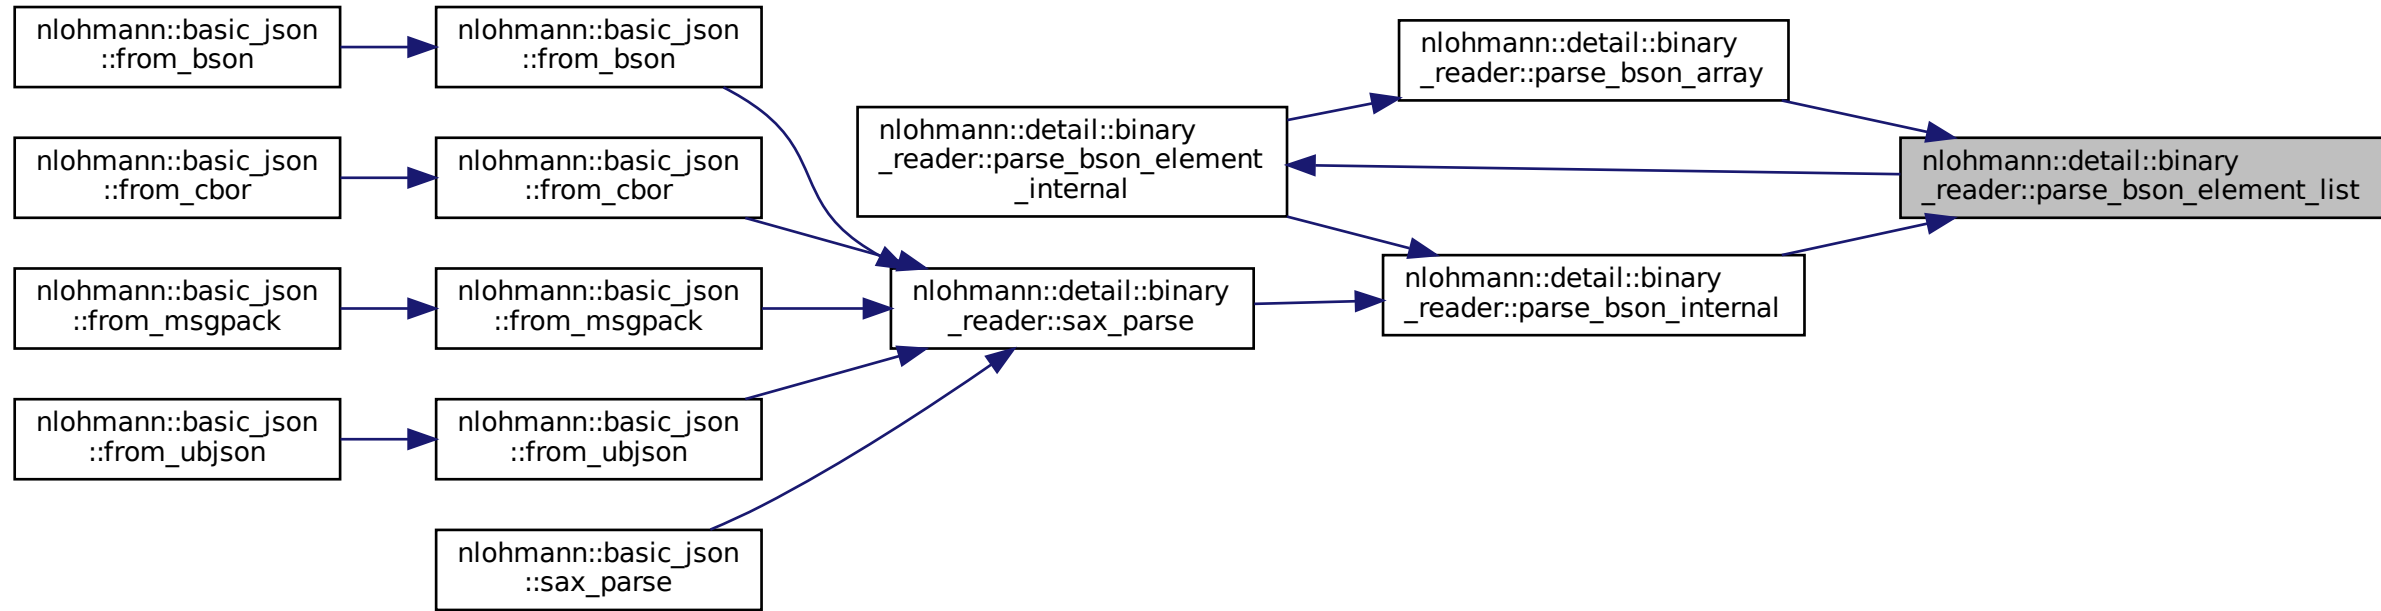 nlohmann::basic_json
::from_bson
nlohmann::basic_json
::from_bson
nlohmann::detail::binary
_reader::parse_bson_array
nlohmann::detail::binary
_reader::parse_bson_element
_internal
nlohmann::detail::binary
_reader::parse_bson_element_list
nlohmann::basic_json
::from_cbor
nlohmann::basic_json
::from_cbor
nlohmann::basic_json
::from_msgpack
nlohmann::basic_json
::from_msgpack
nlohmann::detail::binary
_reader::sax_parse
nlohmann::detail::binary
_reader::parse_bson_internal
nlohmann::basic_json
::from_ubjson
nlohmann::basic_json
::from_ubjson
nlohmann::basic_json
::sax_parse